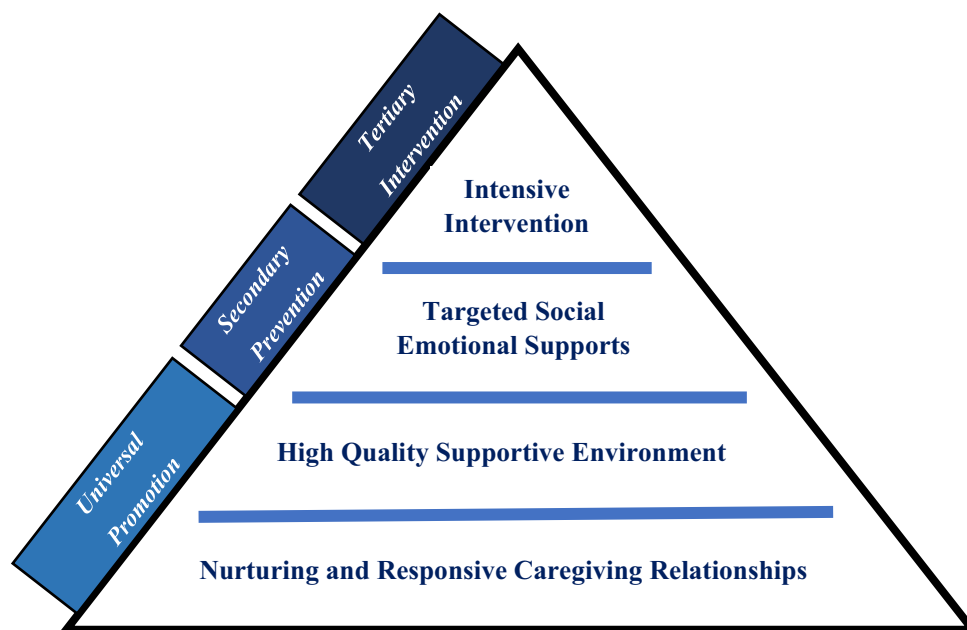 Tertiary
Intervention
Secondary
Prevention
Universal
Promotion
Intensive
Intervention
Targeted Social
Emotional Supports
High Quality Supportive Environment
Nurturing and Responsive Caregiving Relationships